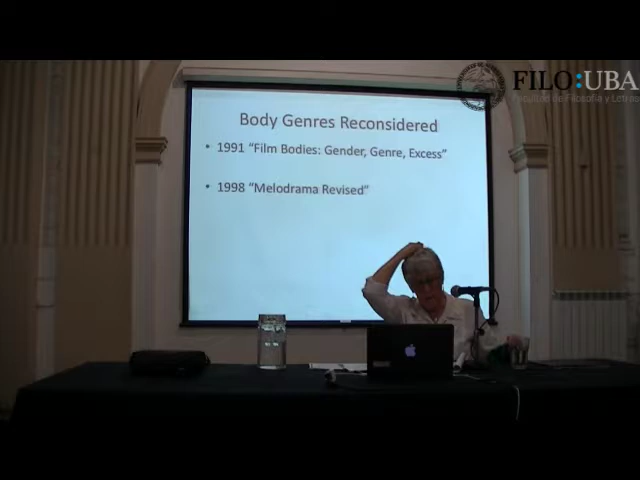 FILO:UBA
Facultad de Filosofía y Letras
Body Genres Reconsidered
• 1991 “Film Bodies: Gender, Genre, Excess”
• 1998 “Melodrama Revised”